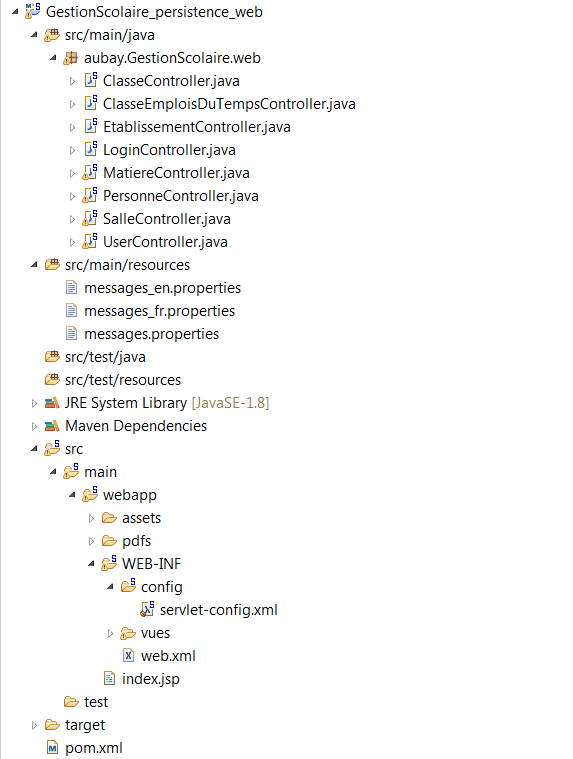 GestionScolaire_persistence_web
src/main/java
aubay.GestionScolaire.web
ClasseController.java
ClasseEmploisDuTempsController.java
EtablissementController.java
LoginController.java
MatiereController.java
PersonneController.java
SalleController.java
UserController.java
src/main/resources
messages_en.properties
messages_fr.properties
messages.properties
src/test/java
src/test/resources
JRE System Library [JavaSE-1.8]
Maven Dependencies
src
main
webapp
assets
pdfs
WEB-INF
config
servlet-config.xml
vues
web.xml
index.jsp
test
target
pom.xml